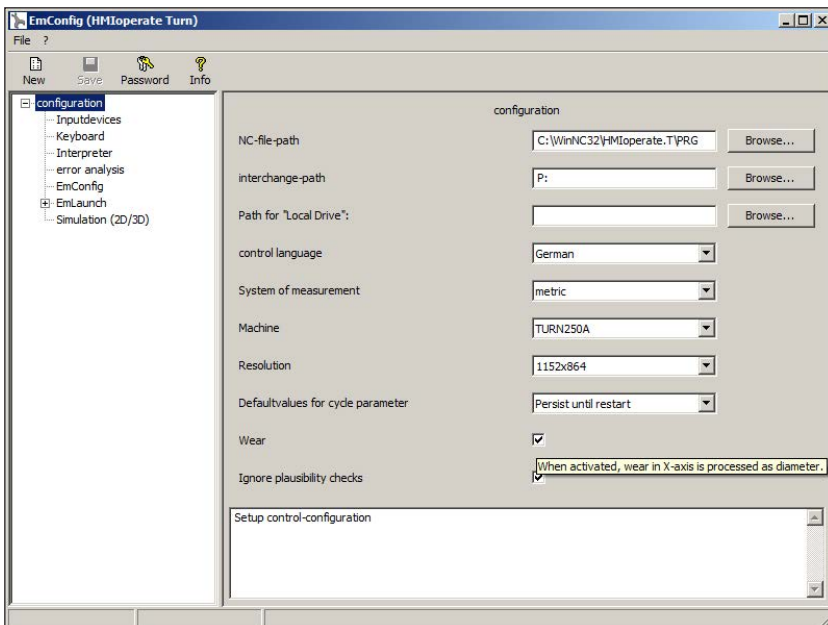 EmConfig (HMIoperate Turn)
File ?
New Save Password Info
configuration
Inputdevices
Keyboard
Interpreter
error analysis
EmConfig
EmLaunch
Simulation (2D/3D)
configuration
NC-file-path C:\WinNC32\HMIoperate.T\PRG Browse...
interchange-path P: Browse...
Path for "Local Drive": Browse...
control language German
System of measurement metric
Machine TURN250A
Resolution 1152x864
Defaultvalues for cycle parameter Persist until restart
Wear
When activated, wear in X-axis is processed as diameter.
Ignore plausibility checks
Setup control-configuration